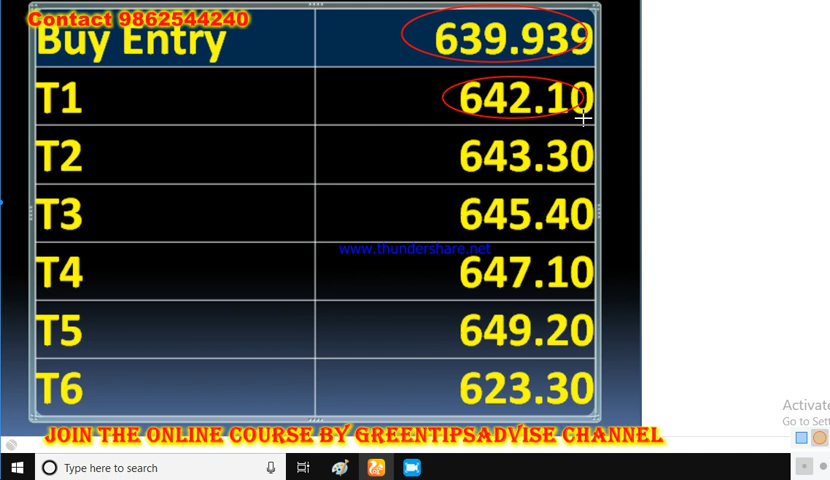 Contact 9862544240
Buy Entry 639.939
T1 642.10
T2 643.30
T3 645.40
www.thundershare.net
T4 647.10
T5 649.20
T6 623.30
Activate
Go to Sett
JOIN THE ONLINE COURSE BY GREENTIPSADVISE CHANNEL
Type here to search